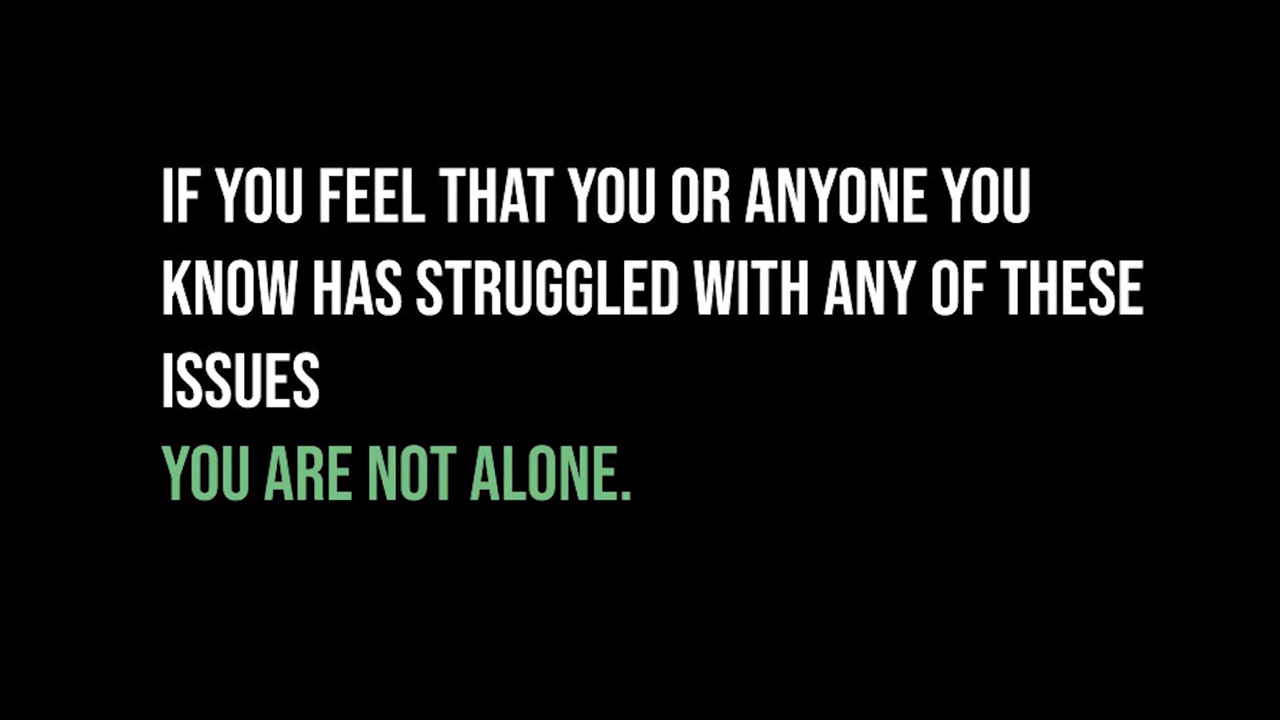 IF YOU FEEL THAT YOU OR ANYONE YOU
KNOW HAS STRUGGLED WITH ANY OF THESE
ISSUES
YOU ARE NOT ALONE.